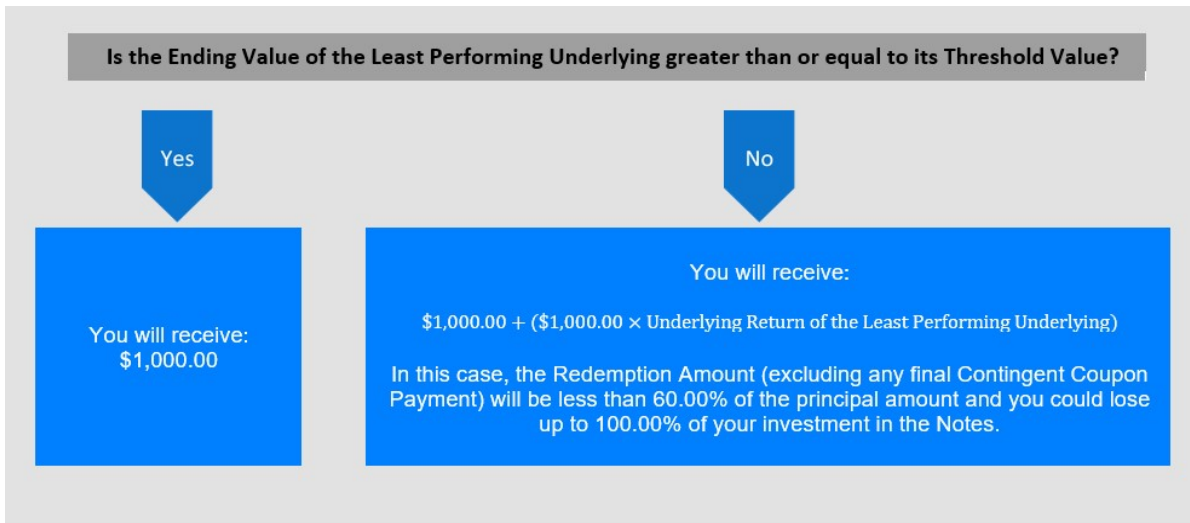 Is the Ending Value of the Least Performing Underlying greater than or equal to its Threshold Value?
Yes
No
You will receive:
$1,000.00
You will receive:
$1,000.00 + ($1,000.00 × Underlying Return of the Least Performing Underlying)
In this case, the Redemption Amount (excluding any final Contingent Coupon
Payment) will be less than 60.00% of the principal amount and you could lose
up to 100.00% of your investment in the Notes.